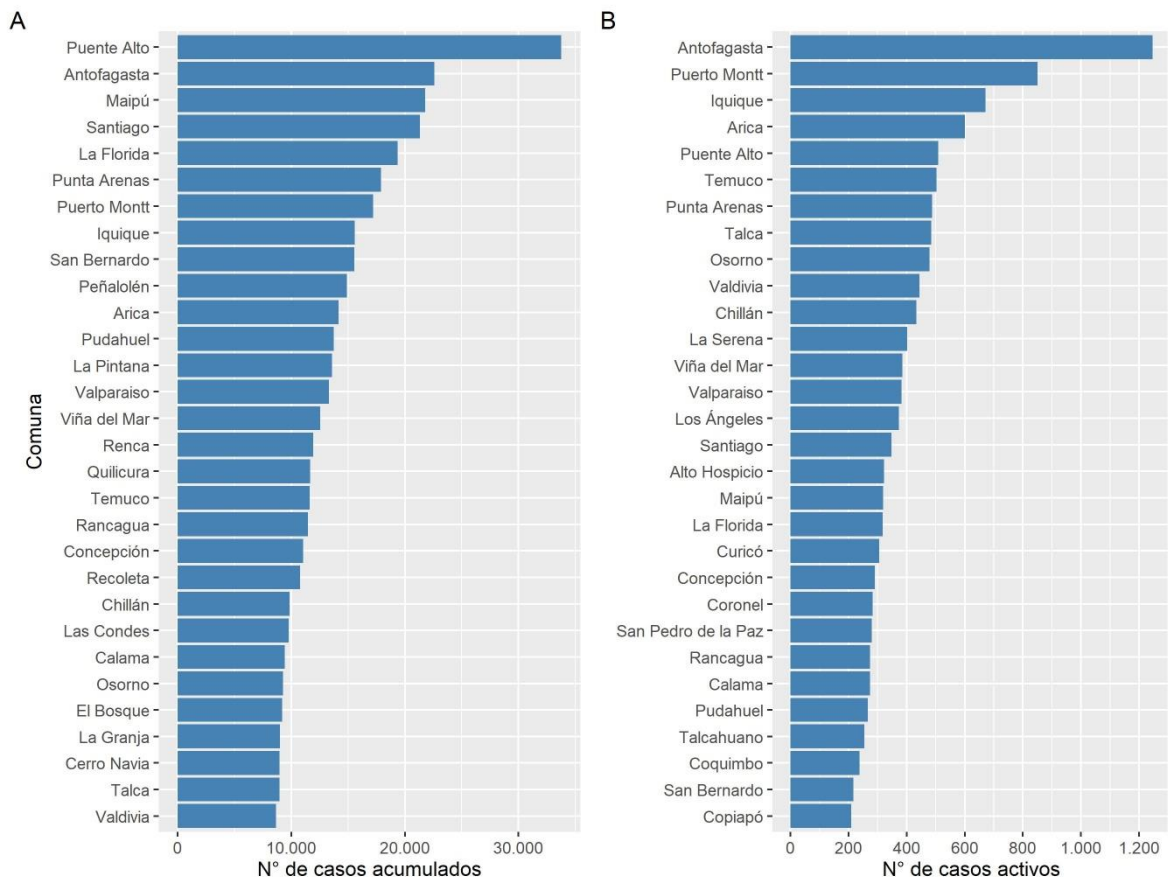 A
Puente Alto
Antofagasta
Maipú
Santiago
La Florida
Punta Arenas
Puerto Montt
Iquique
San Bernardo
Peñalolén
Arica
Pudahuel
La Pintana
Valparaiso
Viña del Mar
Renca
Quilicura
Temuco
Rancagua
Concepción
Recoleta
Chillán
Las Condes
Calama
Osorno
El Bosque
La Granja
Cerro Navia
Talca
Valdivia
Comuna
0 10.000 20.000 30.000
N° de casos acumulados
B
Antofagasta
Puerto Montt
Iquique
Arica
Puente Alto
Temuco
Punta Arenas
Talca
Osorno
Valdivia
Chillán
La Serena
Viña del Mar
Valparaiso
Los Ángeles
Santiago
Alto Hospicio
Maipú
La Florida
Curicó
Concepción
Coronel
San Pedro de la Paz
Rancagua
Calama
Pudahuel
Talcahuano
Coquimbo
San Bernardo
Copiapó
0 200 400 600 800 1.000 1.200
N° de casos activos